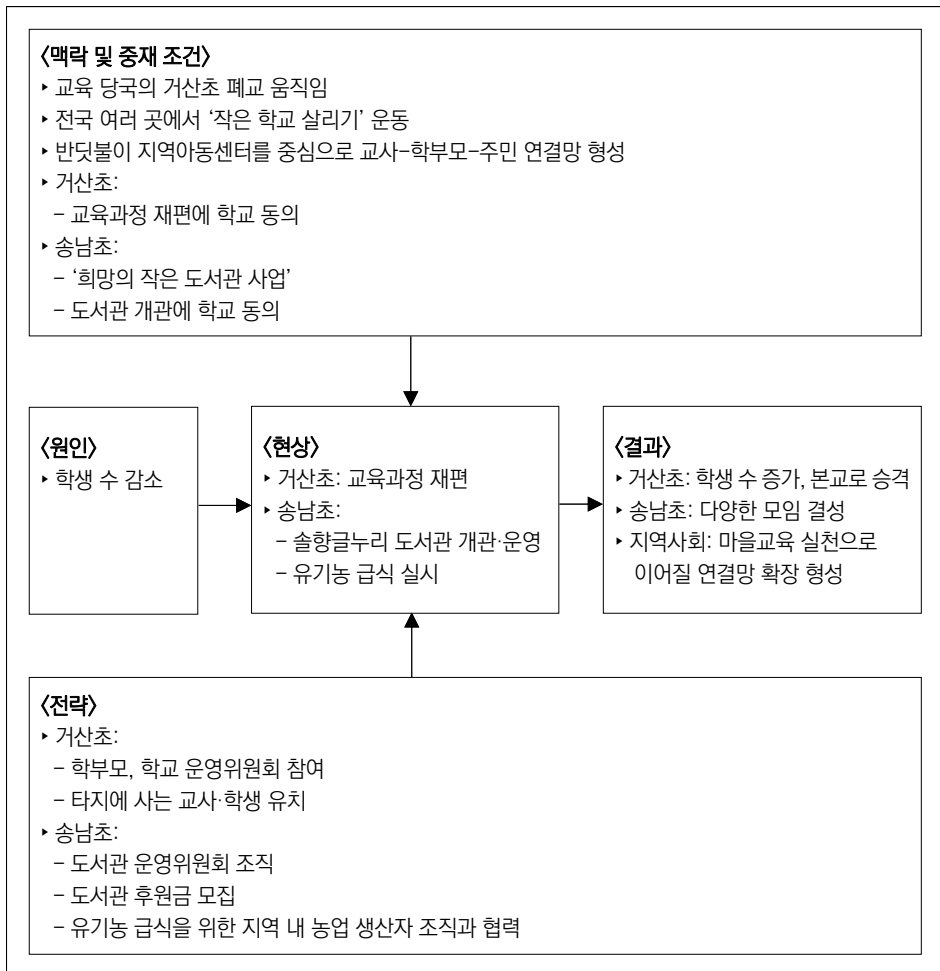 〈맥락 및 중재 조건〉
▸ 교육 당국의 거산초 폐교 움직임
▸ 전국 여러 곳에서 ‘작은 학교 살리기’ 운동
▸ 반딧불이 지역아동센터를 중심으로 교사-학부모-주민 연결망 형성
▸ 거산초:
– 교육과정 재편에 학교 동의
▸ 송남초:
– ‘희망의 작은 도서관 사업’
– 도서관 개관에 학교 동의
〈원인〉
▸ 학생 수 감소
〈현상〉
▸ 거산초: 교육과정 재편
▸ 송남초:
– 솔향글누리 도서관 개관·운영
– 유기농 급식 실시
〈결과〉
▸ 거산초: 학생 수 증가, 본교로 승격
▸ 송남초: 다양한 모임 결성
▸ 지역사회: 마을교육 실천으로
이어질 연결망 확장 형성
〈전략〉
▸ 거산초:
– 학부모, 학교 운영위원회 참여
– 타지에 사는 교사·학생 유치
▸ 송남초:
– 도서관 운영위원회 조직
– 도서관 후원금 모집
– 유기농 급식을 위한 지역 내 농업 생산자 조직과 협력